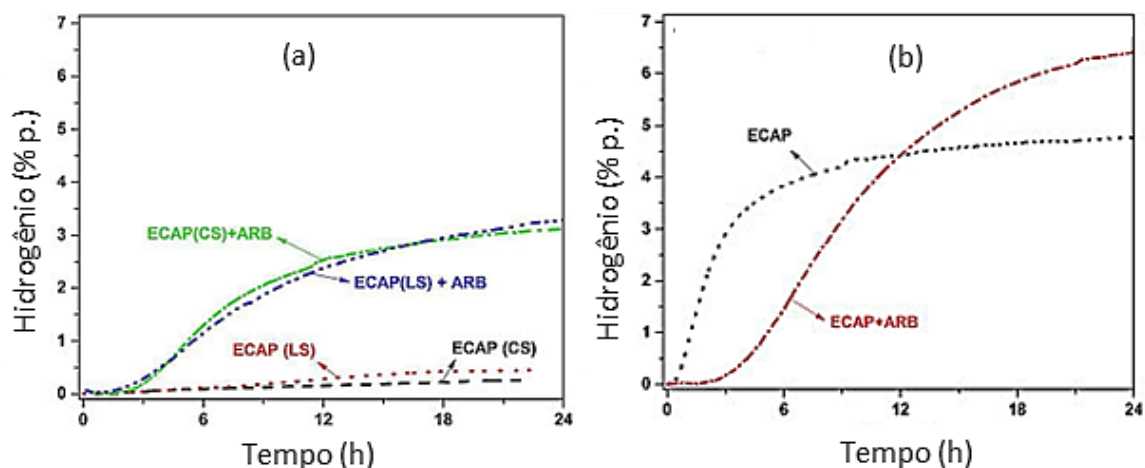 (a)
Hidrogênio (% p.)
7
6
5
4
3
2
1
0
ECAP(CS)+ARB
ECAP(LS) + ARB
ECAP (LS)
ECAP (CS)
0 6 12 18 24
Tempo (h)
(b)
Hidrogênio (% p.)
7
6
5
4
3
2
1
0
ECAP
ECAP+ARB
0 6 12 18 24
Tempo (h)